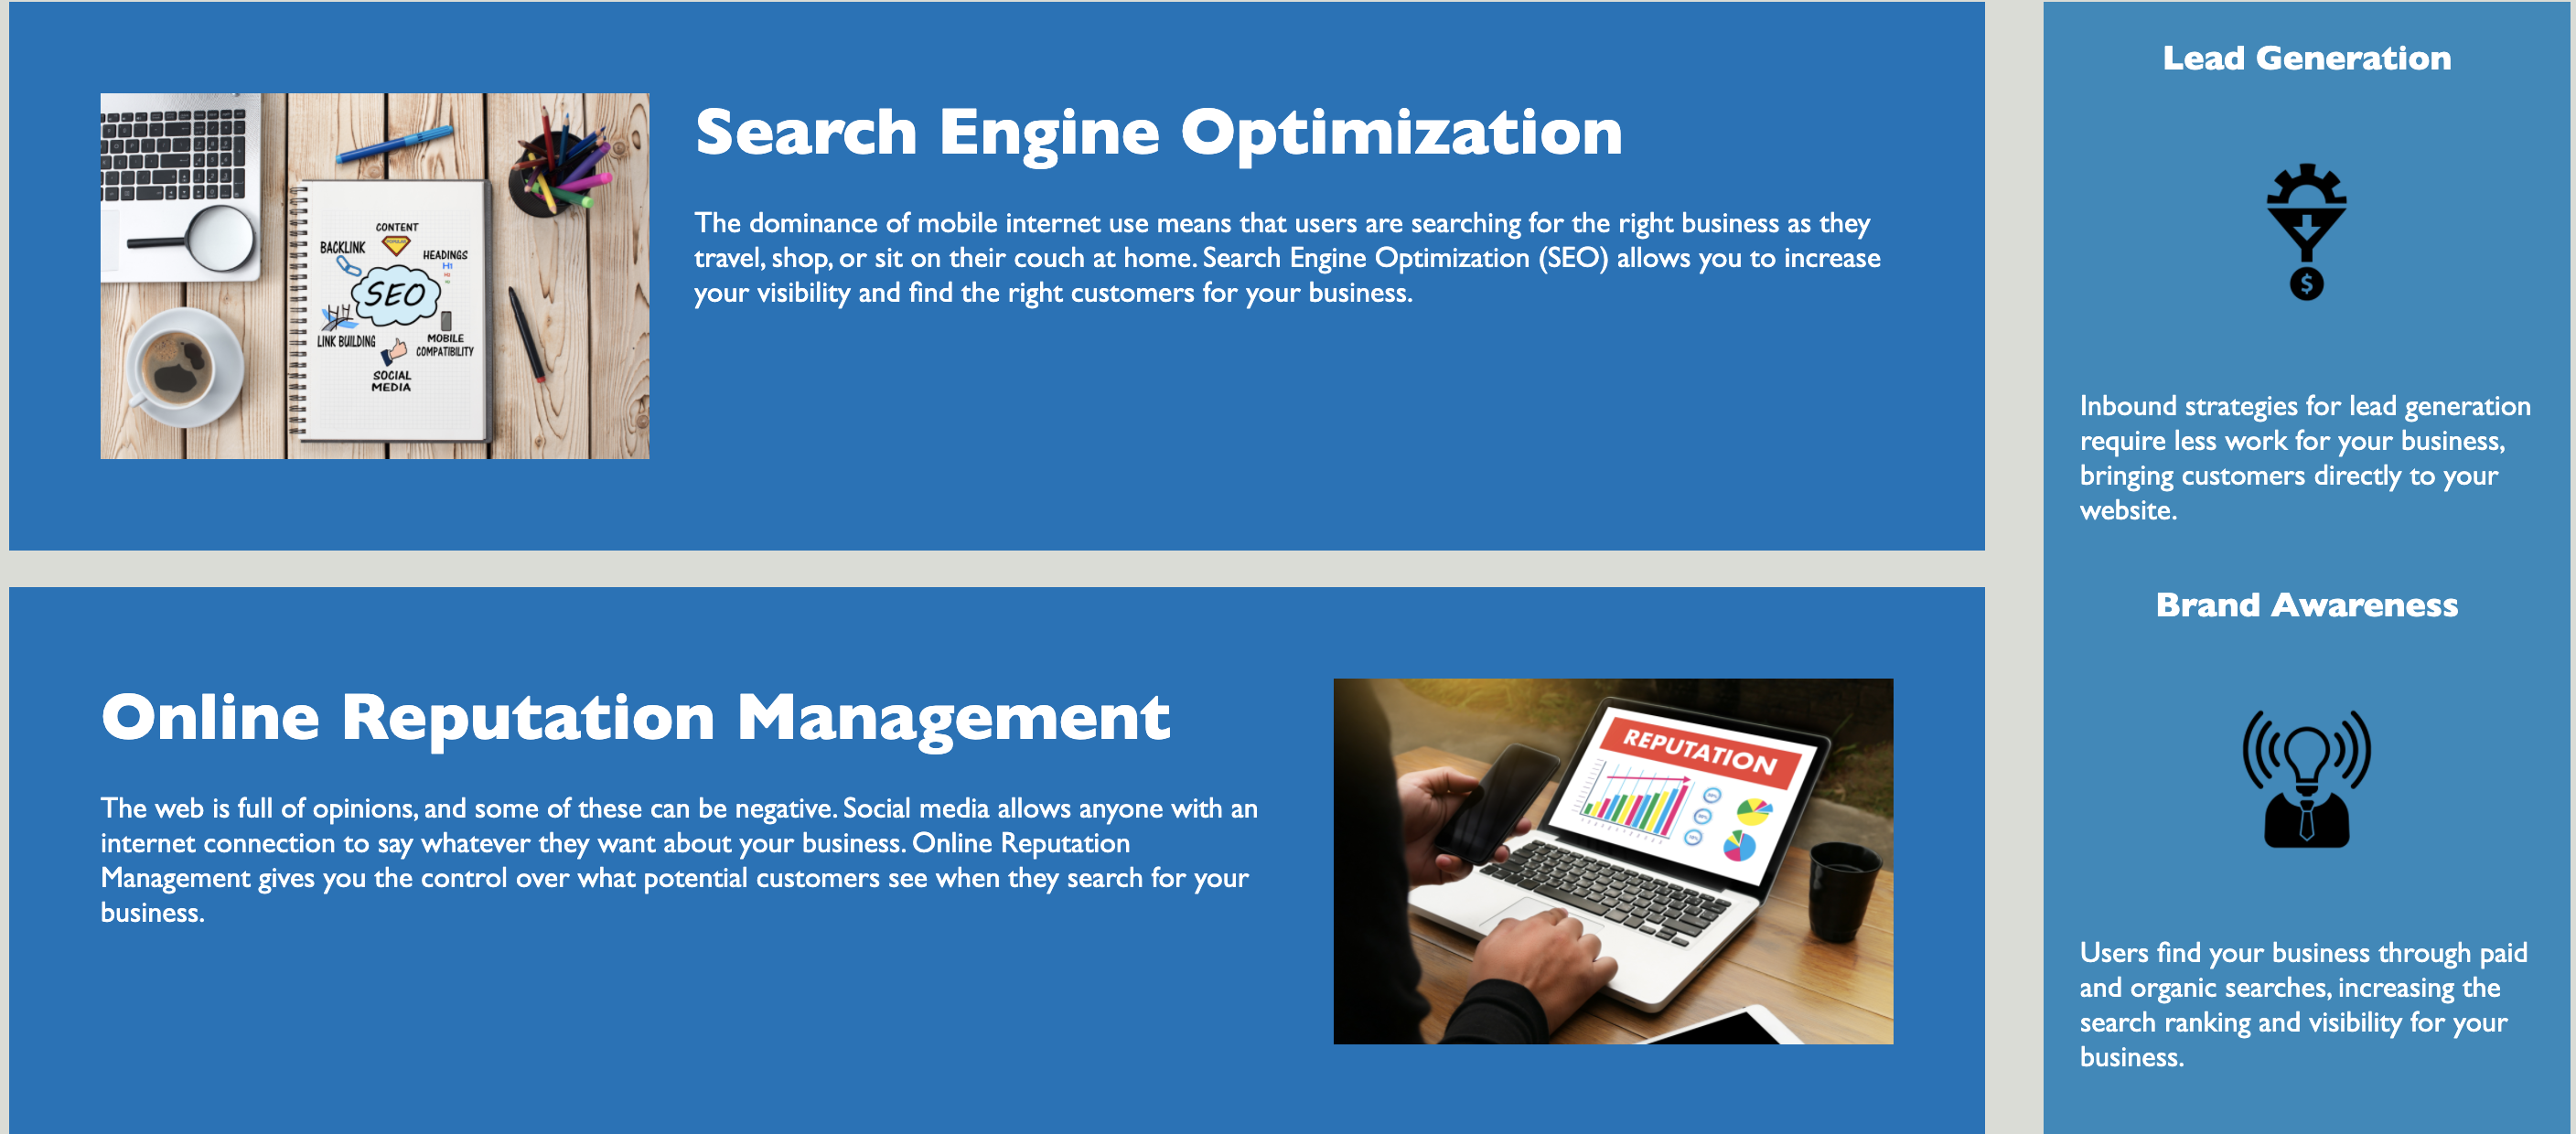 Search Engine Optimization
The dominance of mobile internet use means that users are searching for the right business as they
travel, shop, or sit on their couch at home. Search Engine Optimization (SEO) allows you to increase
your visibility and find the right customers for your business.
CONTENT
BACKLINK
HEADINGS
H1
SEO
LINK BUILDING
MOBILE
COMPATIBILITY
SOCIAL
MEDIA
Online Reputation Management
The web is full of opinions, and some of these can be negative. Social media allows anyone with an
internet connection to say whatever they want about your business. Online Reputation
Management gives you the control over what potential customers see when they search for your
business.
REPUTATION
Lead Generation
$
Inbound strategies for lead generation
require less work for your business,
bringing customers directly to your
website.
Brand Awareness
Users find your business through paid
and organic searches, increasing the
search ranking and visibility for your
business.